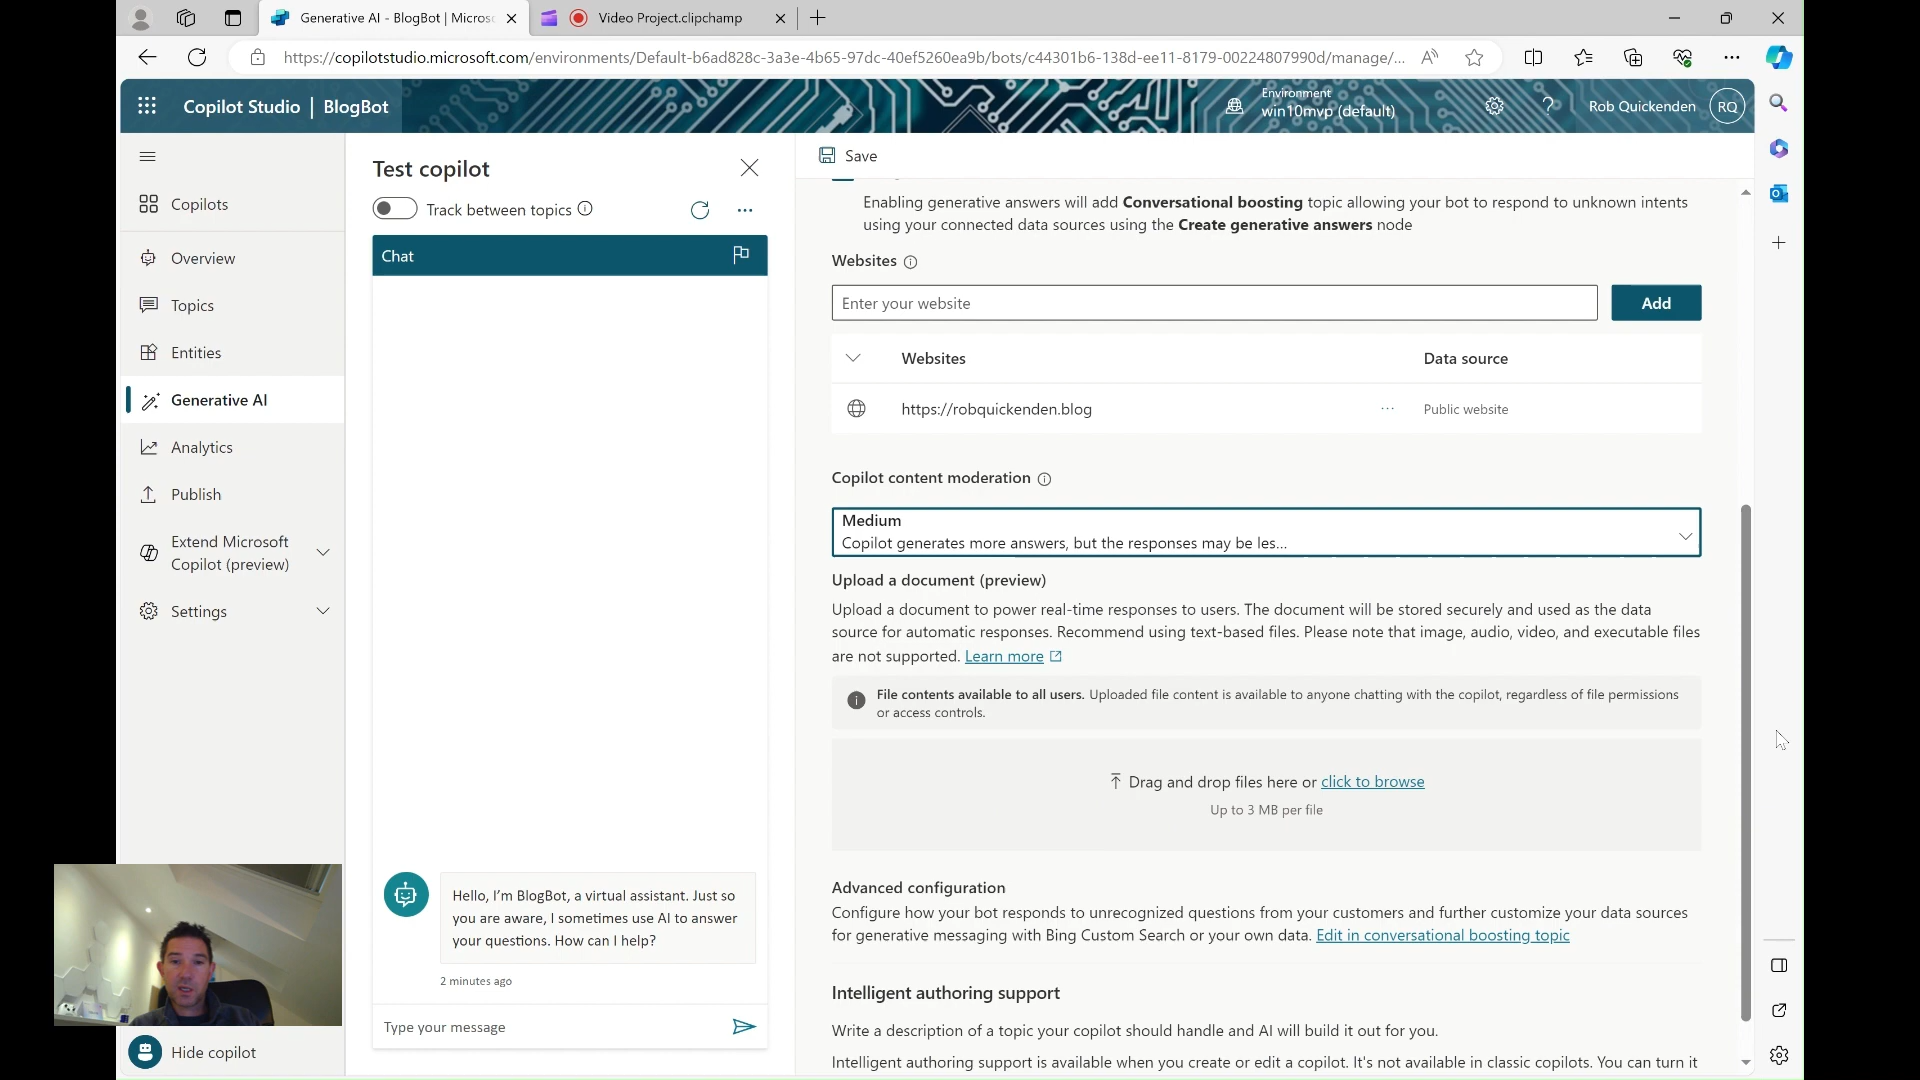 Generative AI - BlogBot | Micros
Video Project.clipchamp
https://copilotstudio.microsoft.com/environments/Default-b6ad828c-3a3e-4b65-97dc-40ef5260ea9b/bots/c44301b6-138d-ee11-8179-00224807990d/manage/...
Copilot Studio | BlogBot
Environment
win10mvp (default)
?
Rob Quickenden
RQ
Copilots
Overview
Topics
Entities
Generative AI
Analytics
Publish
Extend Microsoft
Copilot (preview)
Settings
Hide copilot
Test copilot
Track between topics
Chat
Hello, I'm BlogBot, a virtual assistant. Just so
you are aware, I sometimes use AI to answer
your questions. How can I help?
2 minutes ago
Type your message
Save
Enabling generative answers will add Conversational boosting topic allowing your bot to respond to unknown intents
using your connected data sources using the Create generative answers node
Websites
Enter your website
Add
Websites Data source
https://robquickenden.blog ... Public website
Copilot content moderation
Medium
Copilot generates more answers, but the responses may be les...
Upload a document (preview)
Upload a document to power real-time responses to users. The document will be stored securely and used as the data
source for automatic responses. Recommend using text-based files. Please note that image, audio, video, and executable files
are not supported. Learn more
File contents available to all users. Uploaded file content is available to anyone chatting with the copilot, regardless of file permissions
or access controls.
Drag and drop files here or click to browse
Up to 3 MB per file
Advanced configuration
Configure how your bot responds to unrecognized questions from your customers and further customize your data sources
for generative messaging with Bing Custom Search or your own data. Edit in conversational boosting topic
Intelligent authoring support
Write a description of a topic your copilot should handle and AI will build it out for you.
Intelligent authoring support is available when you create or edit a copilot. It's not available in classic copilots. You can turn it